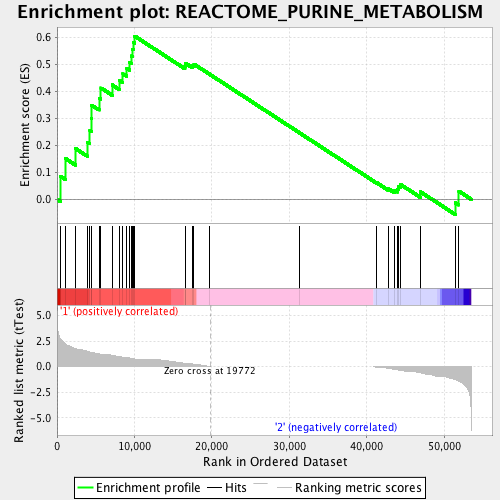 Enrichment plot: REACTOME_PURINE_METABOLISM
Enrichment score (ES)
0.6
0.5
0.4
0.3
0.2
0.1
0.0
'1' (positively correlated)
Ranked list metric (tTest)
5.0
2.5
0.0
-2.5
-5.0
Zero cross at 19772
'2' (negatively correlated)
0
10,000
20,000
30,000
40,000
50,000
Rank in Ordered Dataset
Enrichment profile
Hits
Ranking metric scores